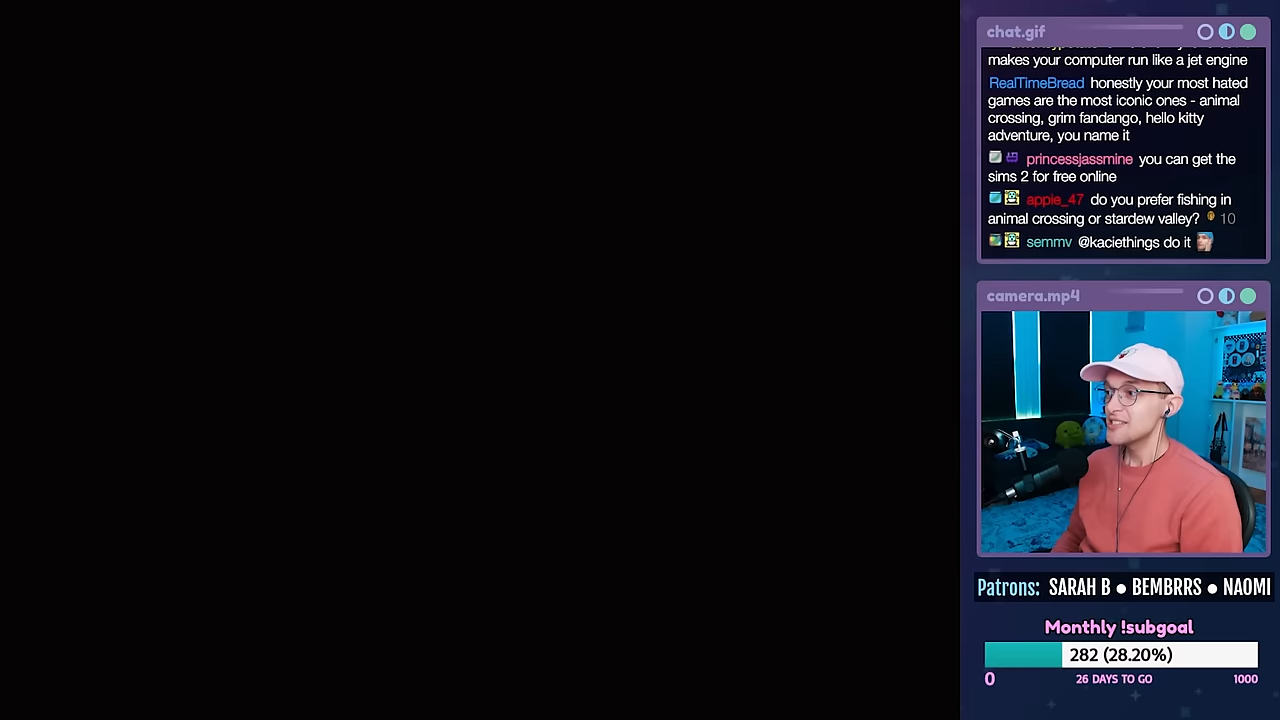 chat.gif
makes your computer run like a jet engine
RealTimeBread honestly your most hated
games are the most iconic ones - animal
crossing, grim fandango, hello kitty
adventure, you name it
princessjassmine you can get the
sims 2 for free online
appie_47 do you prefer fishing in
animal crossing or stardew valley? 10
semmv @kaciethings do it
camera.mp4
Patrons: SARAH B ● BEMBRRS ● NAOMI
Monthly !subgoal
282 (28.20%)
0 26 DAYS TO GO 1000